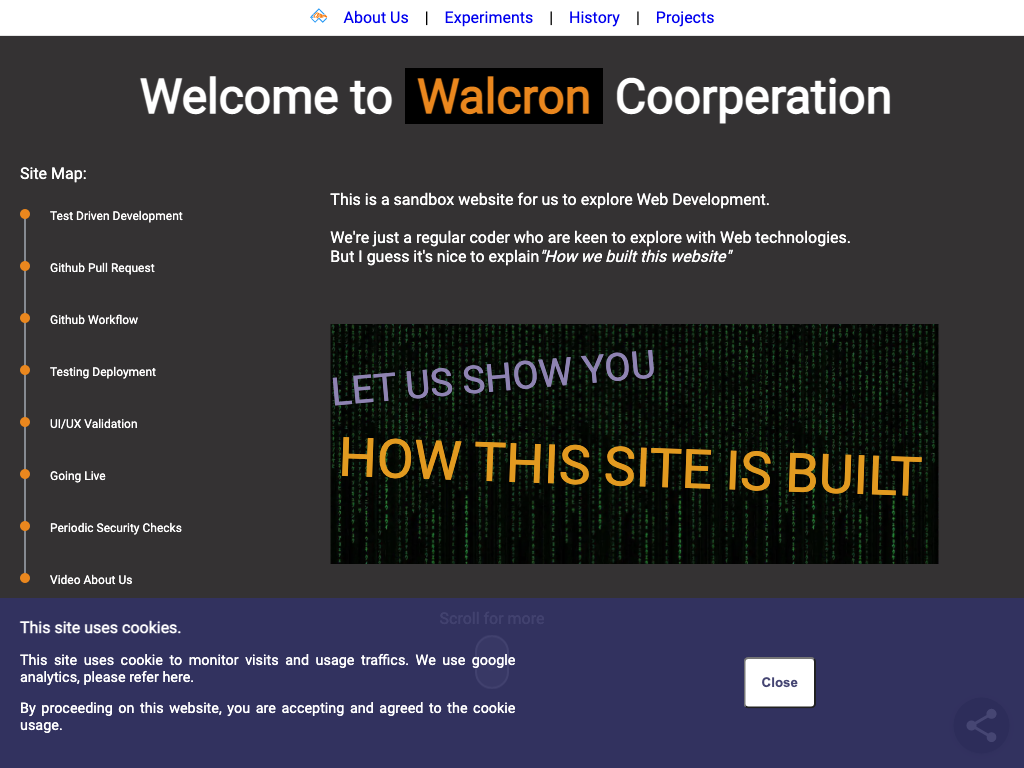 About Us | Experiments | History | Projects
Welcome to Walcron Coorperation
Site Map:
Test Driven Development
Github Pull Request
Github Workflow
Testing Deployment
UI/UX Validation
Going Live
Periodic Security Checks
Video About Us
This is a sandbox website for us to explore Web Development.
We're just a regular coder who are keen to explore with Web technologies.
But I guess it's nice to explain "How we built this website"
LET US SHOW YOU
HOW THIS SITE IS BUILT
Scroll for more
This site uses cookies.
This site uses cookie to monitor visits and usage traffics. We use google
analytics, please refer here.
By proceeding on this website, you are accepting and agreed to the cookie
usage.
Close